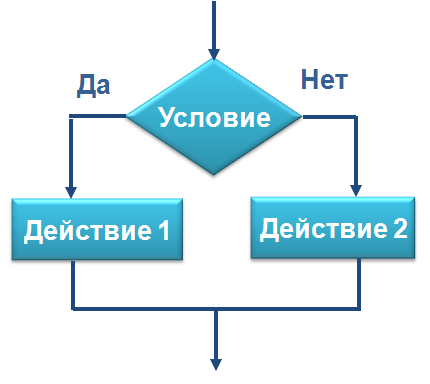 Да
Нет
Условие
Действие 1
Действие 2